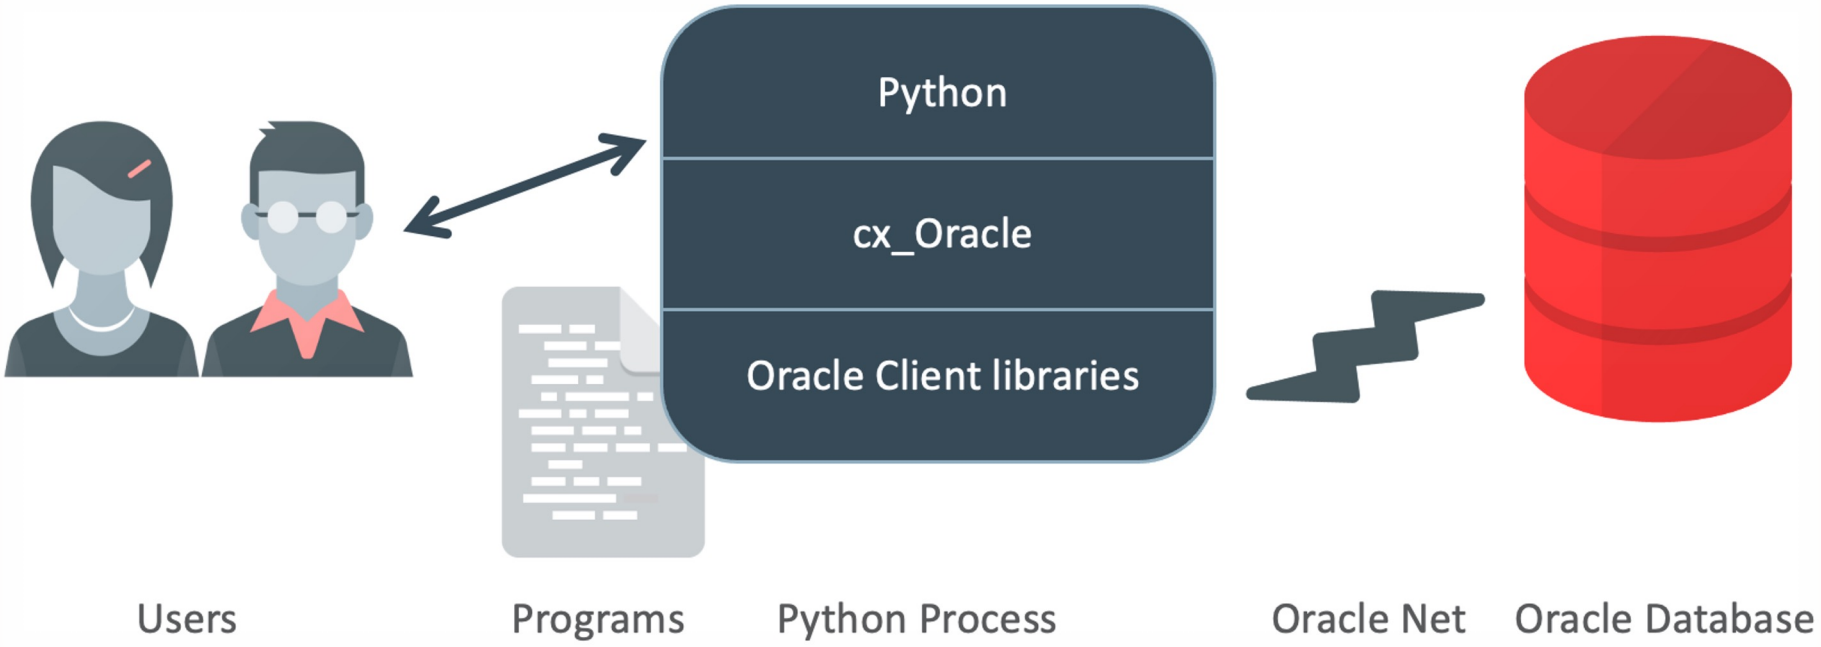 Python
cx_Oracle
Oracle Client libraries
Users
Programs
Python Process
Oracle Net
Oracle Database